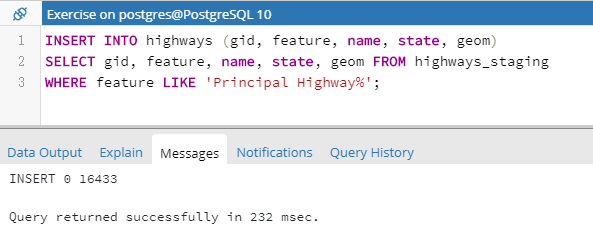 Exercise on postgres@PostgreSQL 10
1 INSERT INTO highways (gid, feature, name, state, geom)
2 SELECT gid, feature, name, state, geom FROM highways_staging
3 WHERE feature LIKE 'Principal Highway%';
Data Output Explain Messages Notifications Query History
INSERT 0 16433
Query returned successfully in 232 msec.